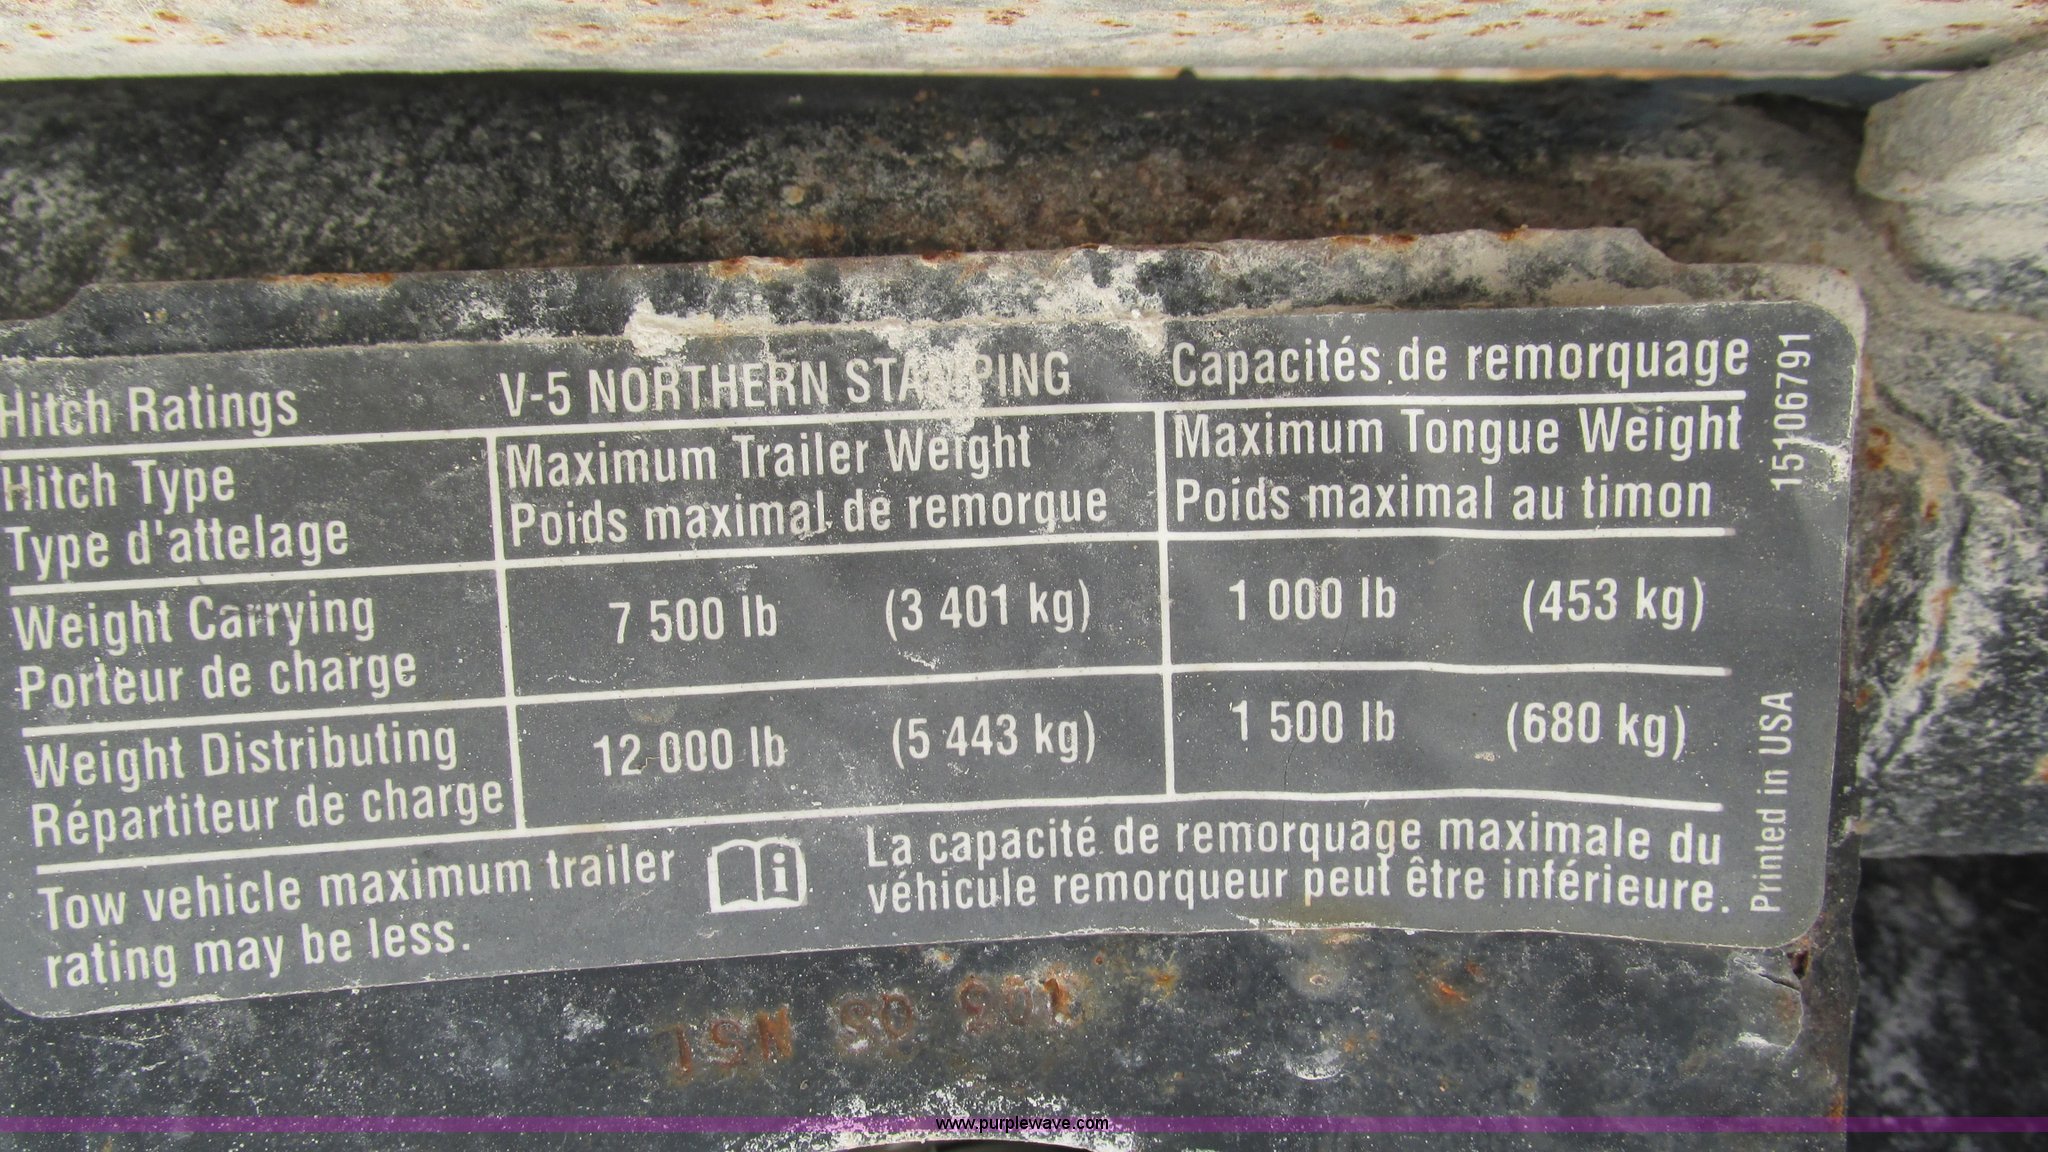 Hitch Ratings V-5 NORTHERN STAMPING Capacités de remorquage
Hitch Type
Type d'attelage
Maximum Trailer Weight
Poids maximal de remorque
Maximum Tongue Weight
Poids maximal au timon
Weight Carrying
Porteur de charge
7 500 lb (3 401 kg) 1 000 lb (453 kg)
Weight Distributing
Répartiteur de charge
12 000 lb (5 443 kg) 1 500 lb (680 kg)
Tow vehicle maximum trailer
rating may be less.
La capacité de remorquage maximale du
véhicule remorqueur peut être inférieure.
15106791
Printed in USA
www.purplewave.com